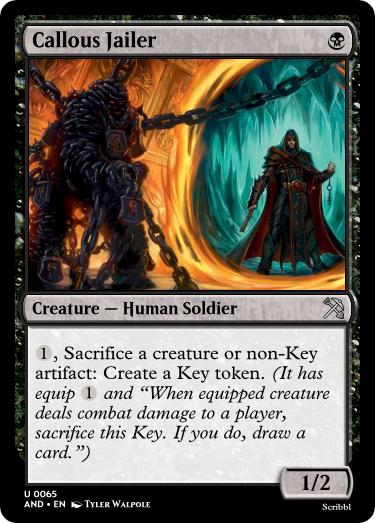 Callous Jailer
Creature — Human Soldier
1, Sacrifice a creature or non-Key
artifact: Create a Key token. (It has
equip 1 and “When equipped creature
deals combat damage to a player,
sacrifice this Key. If you do, draw a
card.”)
1/2
U 0065
AND • EN TYLER WALPOLE
Scribbl